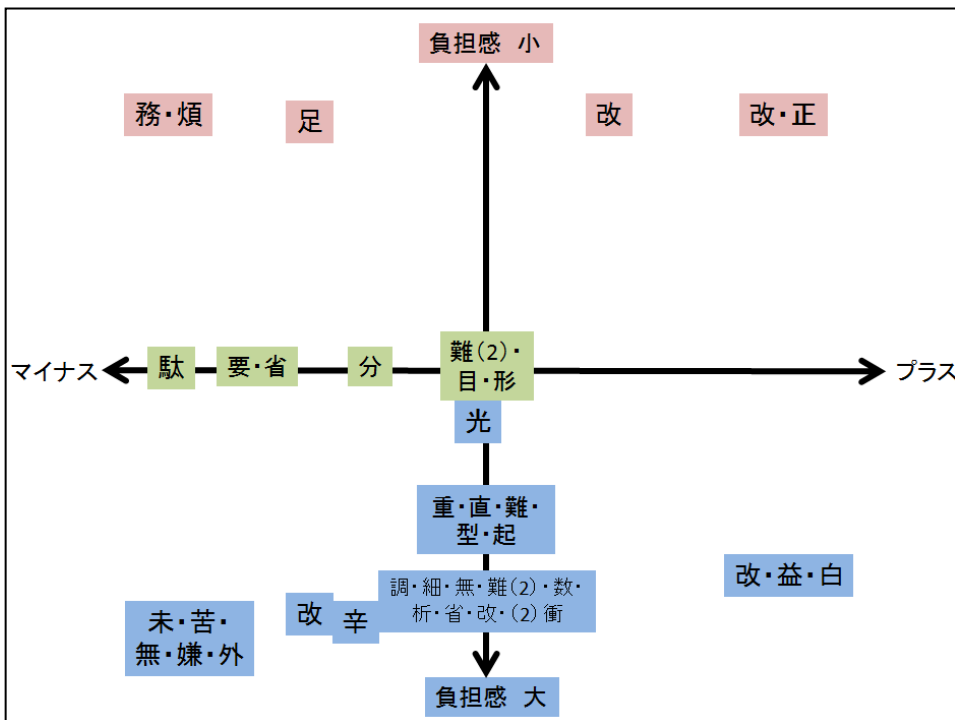 負担感 小
務・煩
足
改
改・正
マイナス
駄
要・省
分
難(2)・
目・形
プラス
光
重・直・難・
型・起
調・細・無・難(2)・数・
析・省・改・(2)衝
改・益・白
未・苦・
無・嫌・外
改
辛
負担感 大